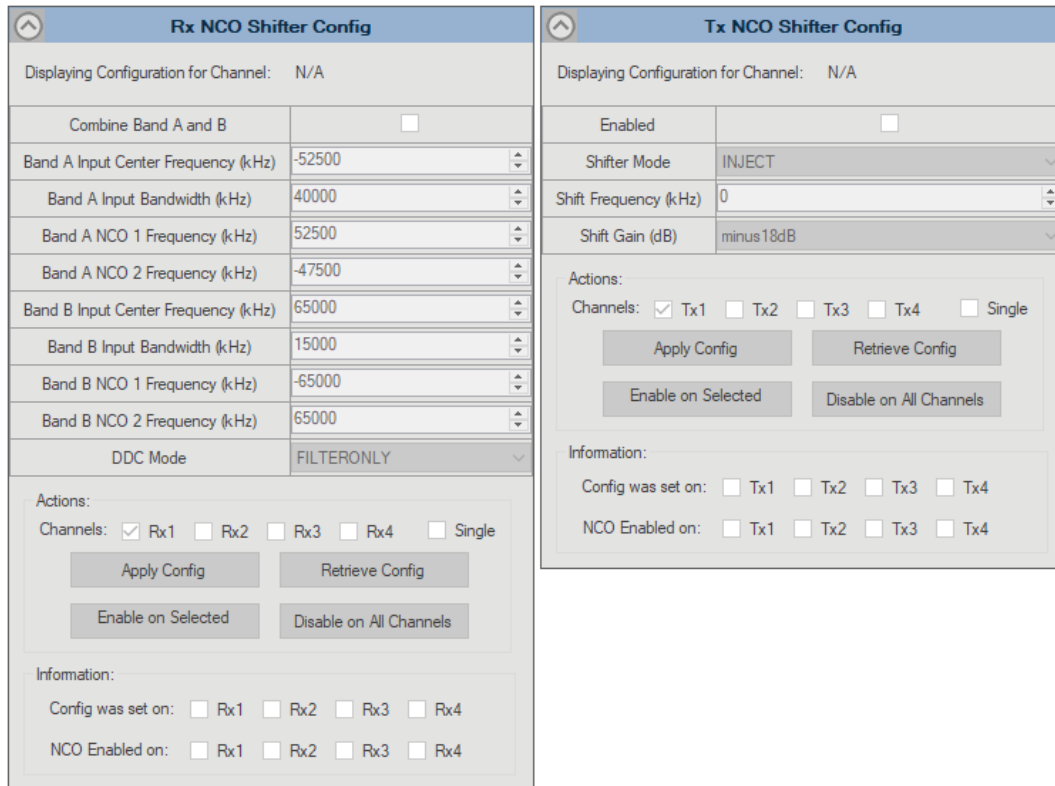 Rx NCO Shifter Config
Displaying Configuration for Channel: N/A
Combine Band A and B
Band A Input Center Frequency (kHz) -52500
Band A Input Bandwidth (kHz) 40000
Band A NCO 1 Frequency (kHz) 52500
Band A NCO 2 Frequency (kHz) -47500
Band B Input Center Frequency (kHz) 65000
Band B Input Bandwidth (kHz) 15000
Band B NCO 1 Frequency (kHz) -65000
Band B NCO 2 Frequency (kHz) 65000
DDC Mode FILTERONLY
Actions:
Channels: Rx1 Rx2 Rx3 Rx4 Single
Apply Config Retrieve Config
Enable on Selected Disable on All Channels
Information:
Config was set on: Rx1 Rx2 Rx3 Rx4
NCO Enabled on: Rx1 Rx2 Rx3 Rx4
Tx NCO Shifter Config
Displaying Configuration for Channel: N/A
Enabled
Shifter Mode INJECT
Shift Frequency (kHz) 0
Shift Gain (dB) minus18dB
Actions:
Channels: Tx1 Tx2 Tx3 Tx4 Single
Apply Config Retrieve Config
Enable on Selected Disable on All Channels
Information:
Config was set on: Tx1 Tx2 Tx3 Tx4
NCO Enabled on: Tx1 Tx2 Tx3 Tx4